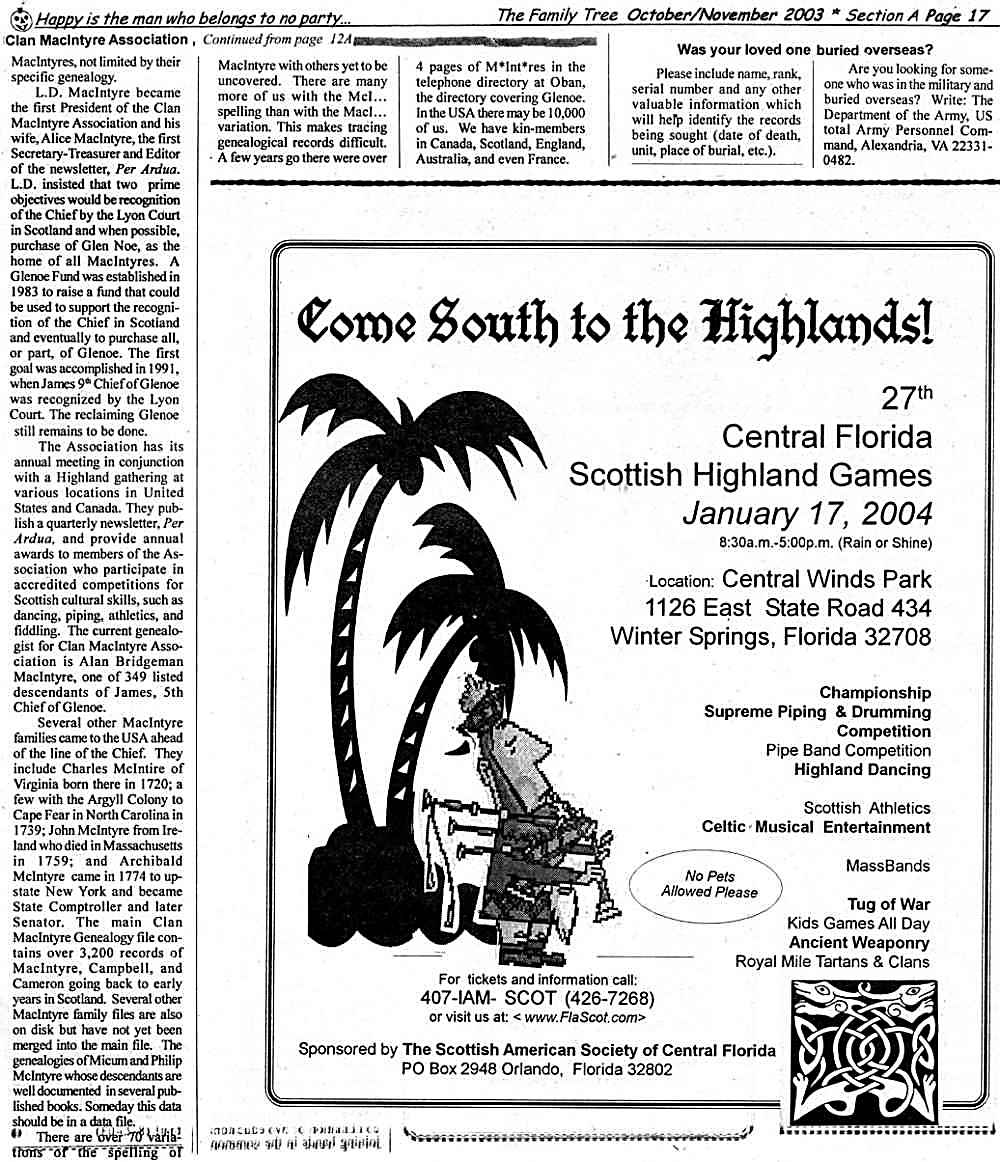 Happy is the man who belongs to no party...
The Family Tree October/November 2003 * Section A Page 17
Clan MacIntyre Association, Continued from page 12A
MacIntyres, not limited by their
specific genealogy.
L.D. MacIntyre became
the first President of the Clan
MacIntyre Association and his
wife, Alice MacIntyre, the first
Secretary-Treasurer and Editor
of the newsletter, Per Ardua.
L.D. insisted that two prime
objectives would be recognition
of the Chief by the Lyon Court
in Scotland and when possible,
purchase of Glen Noe, as the
home of all MacIntyres. A
Glenoe Fund was established in
1983 to raise a fund that could
be used to support the recogni-
tion of the Chief in Scotland
and eventually to purchase all,
or part, of Glenoe. The first
goal was accomplished in 1991,
when James 9th Chief of Glenoe
was recognized by the Lyon
Court. The reclaiming Glenoe
still remains to be done.
The Association has its
annual meeting in conjunction
with a Highland gathering at
various locations in United
States and Canada. They pub-
lish a quarterly newsletter, Per
Ardua, and provide annual
awards to members of the As-
sociation who participate in
accredited competitions for
Scottish cultural skills, such as
dancing, piping, athletics, and
fiddling. The current genealo-
gist for Clan MacIntyre Asso-
ciation is Alan Bridgeman
MacIntyre, one of 349 listed
descendants of James, 5th
Chief of Glenoe.
Several other MacIntyre
families came to the USA ahead
of the line of the Chief. They
include Charles McIntire of
Virginia born there in 1720; a
few with the Argyll Colony to
Cape Fear in North Carolina in
1739; John McIntyre from Ire-
land who died in Massachusetts
in 1759; and Archibald
McIntyre came in 1774 to up-
state New York and became
State Comptroller and later
Senator. The main Clan
MacIntyre Genealogy file con-
tains over 3,200 records of
MacIntyre, Campbell, and
Cameron going back to early
years in Scotland. Several other
MacIntyre family files are also
on disk but have not yet been
merged into the main file. The
genealogies of Micum and Philip
McIntyre whose descendants are
well documented in several pub-
lished books. Someday this data
should be in a data file.
There are over 70 varia-
tions of the spelling of
MacIntyre with others yet to be
uncovered. There are many
more of us with the McI...
spelling than with the MacI...
variation. This makes tracing
genealogical records difficult.
A few years go there were over
4 pages of M*Int*res in the
telephone directory at Oban,
the directory covering Glenoe.
In the USA there may be 10,000
of us. We have kin-members
in Canada, Scotland, England,
Australia, and even France.
Was your loved one buried overseas?
Please include name, rank,
serial number and any other
valuable information which
will help identify the records
being sought (date of death,
unit, place of burial, etc.).
Are you looking for some-
one who was in the military and
buried overseas? Write: The
Department of the Army, US
total Army Personnel Com-
mand, Alexandria, VA 22331-
0482.
Come South to the Highlands!
27th
Central Florida
Scottish Highland Games
January 17, 2004
8:30a.m.-5:00p.m. (Rain or Shine)
Location: Central Winds Park
1126 East State Road 434
Winter Springs, Florida 32708
Championship
Supreme Piping & Drumming
Competition
Pipe Band Competition
Highland Dancing
Scottish Athletics
Celtic Musical Entertainment
MassBands
No Pets
Allowed Please
Tug of War
Kids Games All Day
Ancient Weaponry
Royal Mile Tartans & Clans
For tickets and information call:
407-IAM- SCOT (426-7268)
or visit us at: < www.FlaScot.com>
Sponsored by The Scottish American Society of Central Florida
PO Box 2948 Orlando, Florida 32802